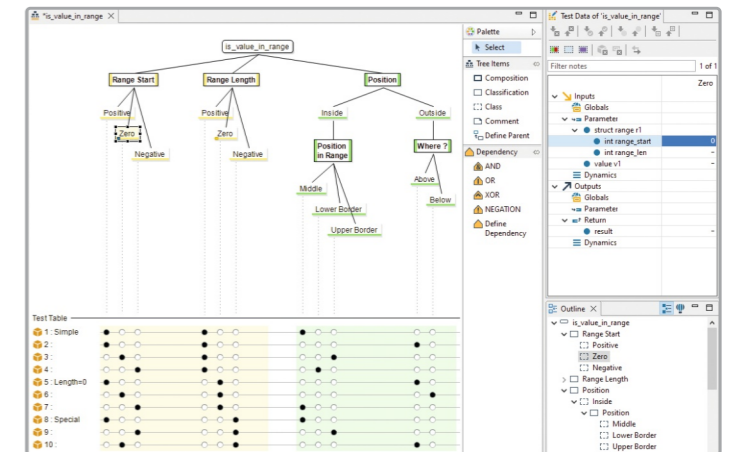 *is_value_in_range
is_value_in_range
Range Start
Range Length
Position
Positive
Positive
Inside
Outside
Zero
Zero
Negative
Negative
Position
in Range
Where ?
Middle
Above
Lower Border
Below
Upper Border
Test Table
1 : Simple
2 :
3 :
4 :
5 : Length=0
6 :
7 :
8 : Special
9 :
10 :
Palette
Select
Tree Items
Composition
Classification
Class
Comment
Define Parent
Dependency
AND
OR
XOR
NEGATION
Define
Dependency
Test Data of 'is_value_in_range'
Filter notes
1 of 1
Zero
Inputs
Globals
Parameter
struct range r1
int range_start 0
int range_len -
value v1 -
Dynamics
Outputs
Globals
Parameter
Return
result -
Dynamics
Outline
is_value_in_range
Range Start
Positive
Zero
Negative
Range Length
Position
Inside
Position
Middle
Lower Border
Upper Border